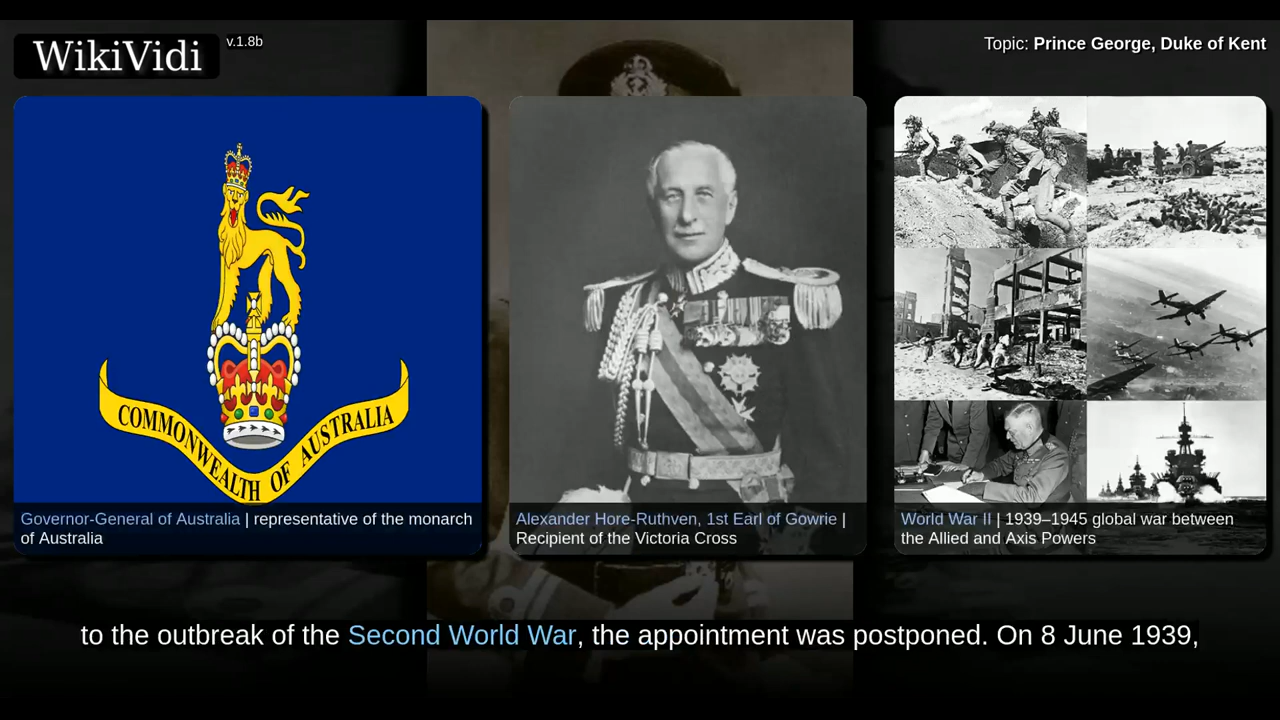 WikiVidi
v.1.8b
Topic: Prince George, Duke of Kent
COMMONWEALTH OF AUSTRALIA
Governor-General of Australia | representative of the monarch
of Australia
Alexander Hore-Ruthven, 1st Earl of Gowrie |
Recipient of the Victoria Cross
World War II | 1939–1945 global war between
the Allied and Axis Powers
to the outbreak of the Second World War, the appointment was postponed. On 8 June 1939,